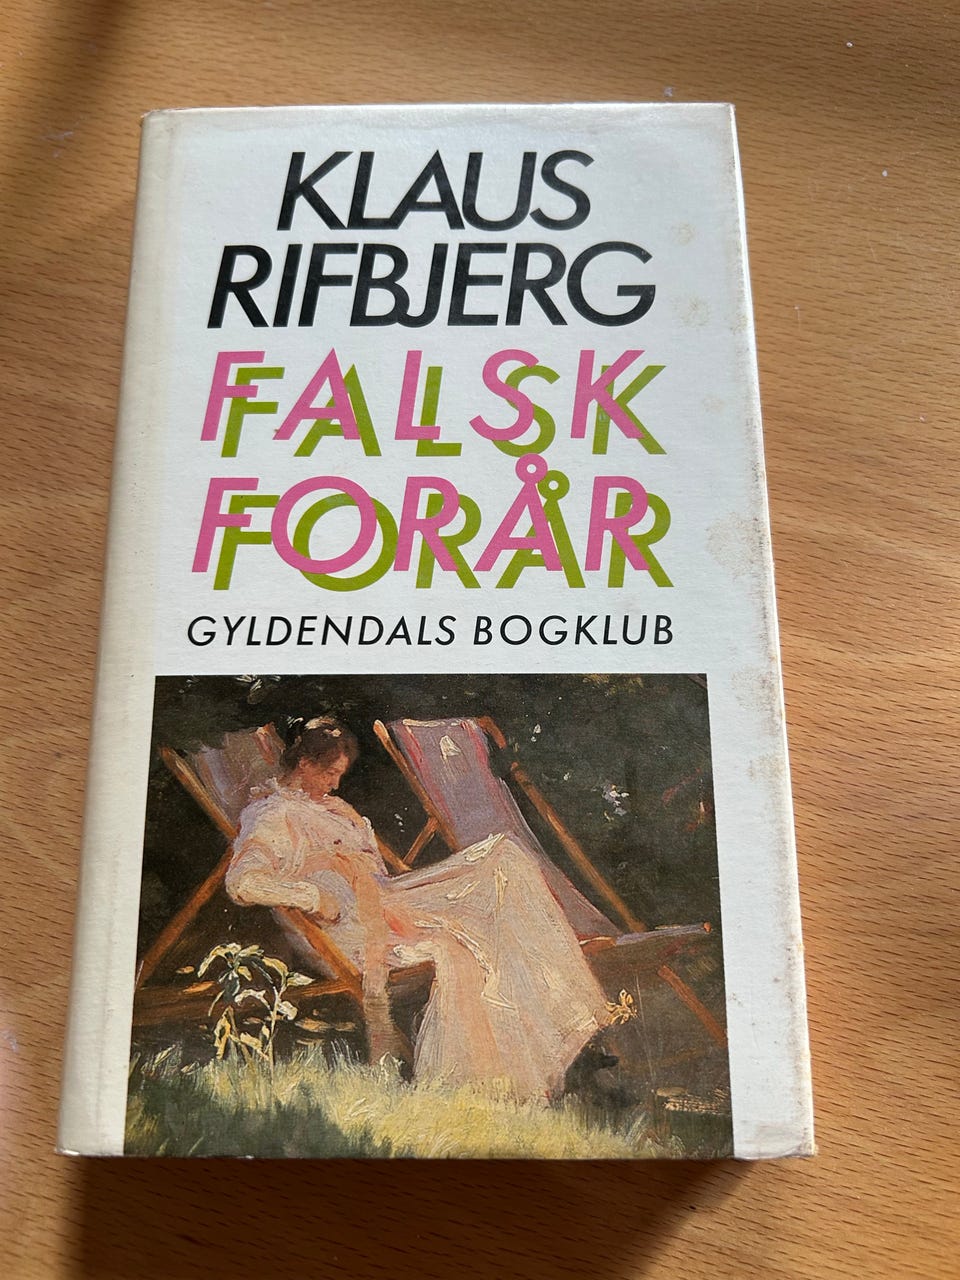 KLAUS
RIFBJERG
FALSK
FORÅR
GYLDENDALS BOGKLUB